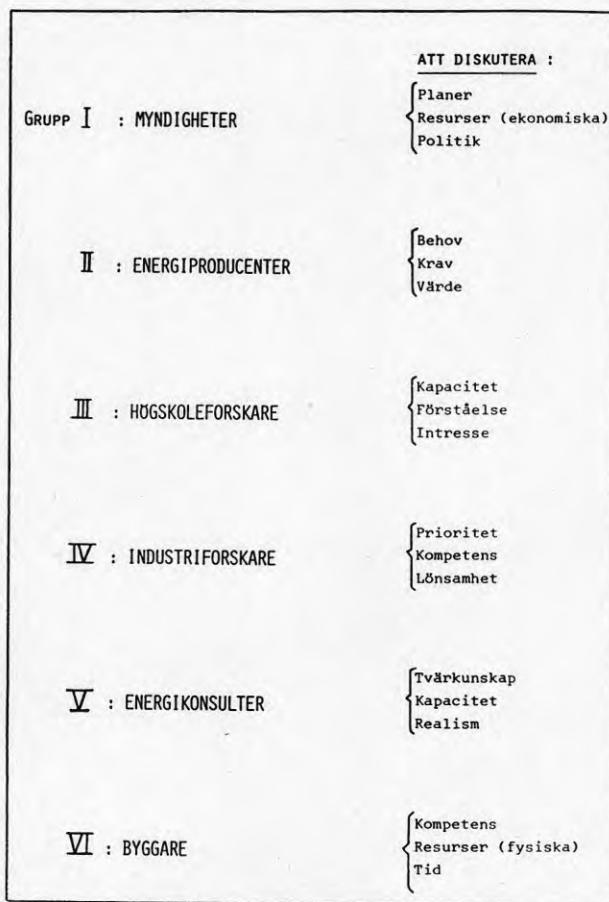 ATT DISKUTERA :
GRUPP I : MYNDIGHETER
Planer
Resurser (ekonomiska)
Politik
II : ENERGIPRODUCENTER
Behov
Krav
Värde
III : HÖGSKOLEFORSKARE
Kapacitet
Förståelse
Intresse
IV : INDUSTRIFORSKARE
Prioritet
Kompetens
Lönsamhet
V : ENERGIKONSULTER
Tvärkunskap
Kapacitet
Realism
VI : BYGGARE
Kompetens
Resurser (fysiska)
Tid